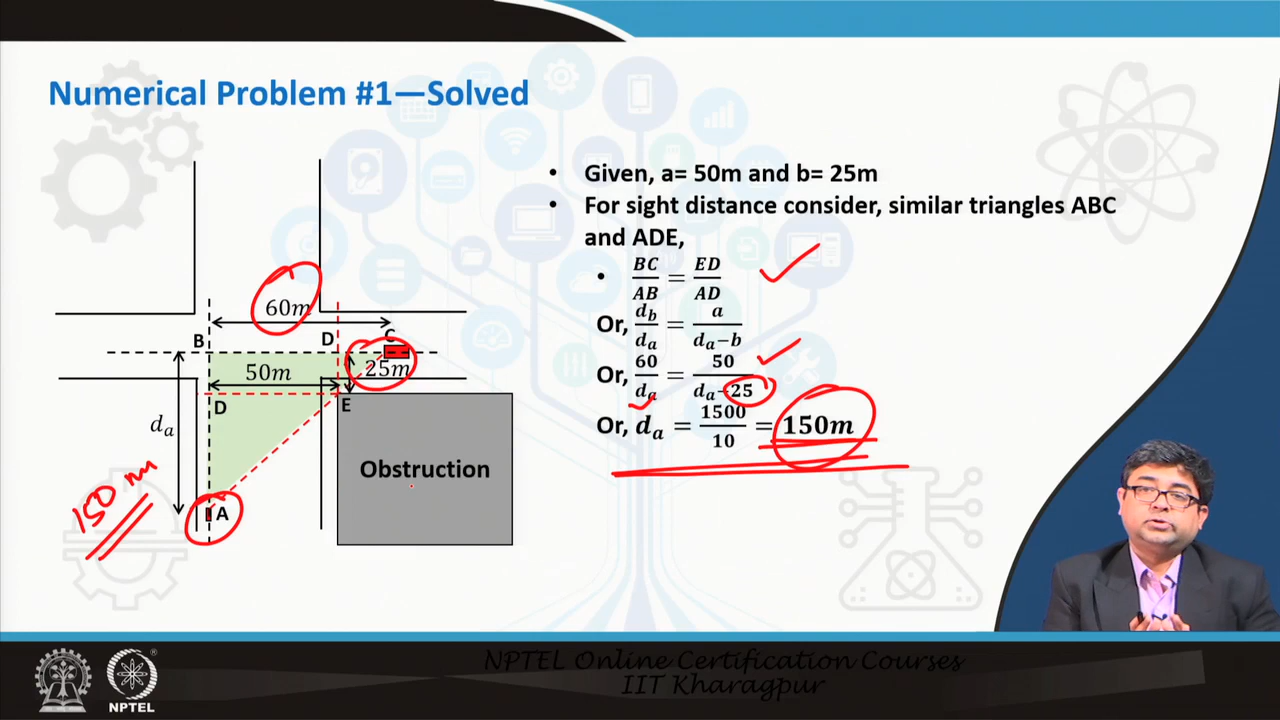 Numerical Problem #1—Solved
• Given, a= 50m and b= 25m
• For sight distance consider, similar triangles ABC
and ADE,
• BC/AB = ED/AD
Or, d_b/d_a = a/(d_a−b)
Or, 60/d_a = 50/(d_a−25)
Or, d_a = 1500/10 = 150m
60m
B
D
C
50m
25m
D
E
d_a
Obstruction
150 m
A
NPTEL Online Certification Courses
IIT Kharagpur
NPTEL